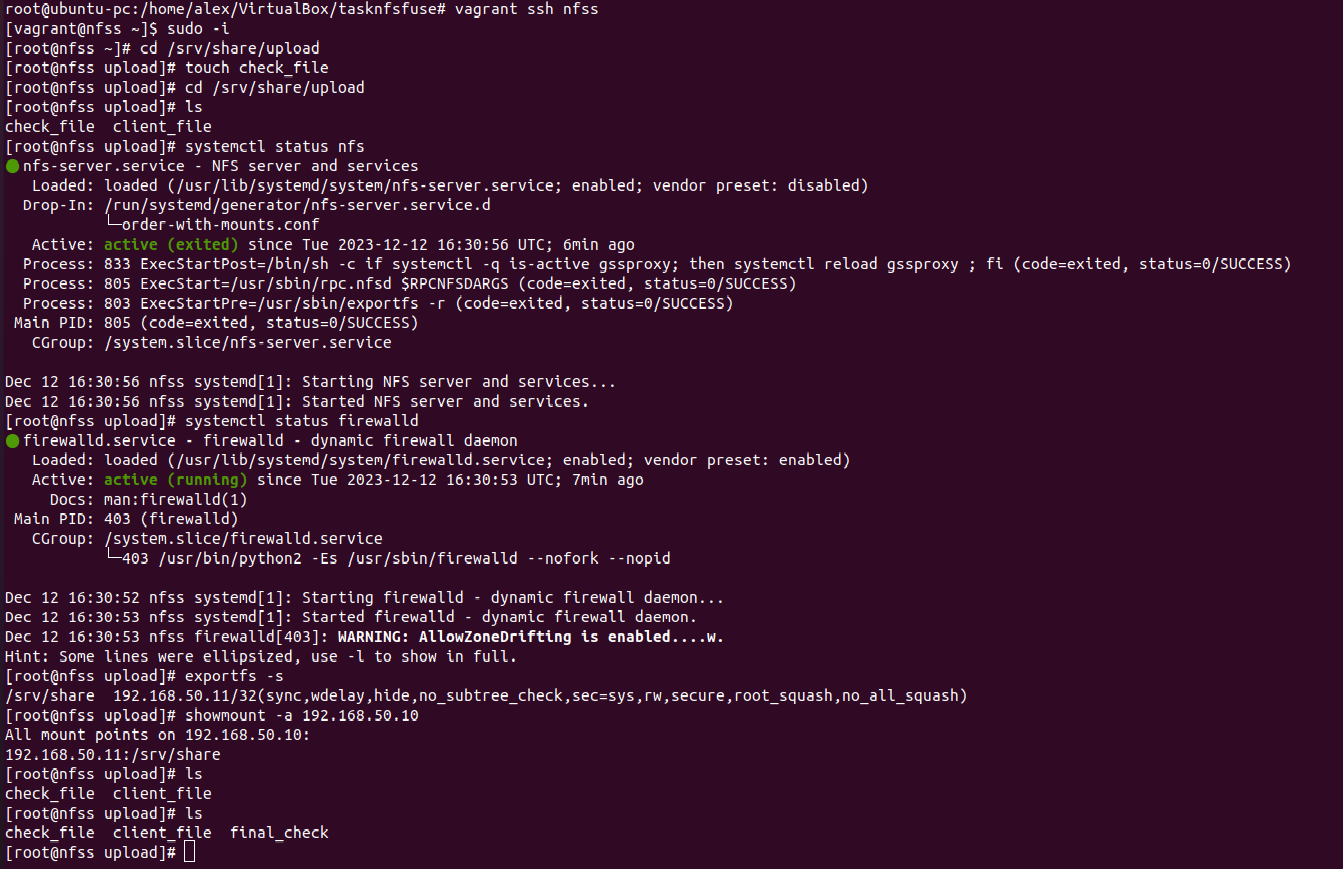 root@ubuntu-pc:/home/alex/VirtualBox/tasknfsfuse# vagrant ssh nfss
[vagrant@nfss ~]$ sudo -i
[root@nfss ~]# cd /srv/share/upload
[root@nfss upload]# touch check_file
[root@nfss upload]# cd /srv/share/upload
[root@nfss upload]# ls
check_file  client_file
[root@nfss upload]# systemctl status nfs
● nfs-server.service - NFS server and services
   Loaded: loaded (/usr/lib/systemd/system/nfs-server.service; enabled; vendor preset: disabled)
  Drop-In: /run/systemd/generator/nfs-server.service.d
           └─order-with-mounts.conf
   Active: active (exited) since Tue 2023-12-12 16:30:56 UTC; 6min ago
  Process: 833 ExecStartPost=/bin/sh -c if systemctl -q is-active gssproxy; then systemctl reload gssproxy ; fi (code=exited, status=0/SUCCESS)
  Process: 805 ExecStart=/usr/sbin/rpc.nfsd $RPCNFSDARGS (code=exited, status=0/SUCCESS)
  Process: 803 ExecStartPre=/usr/sbin/exportfs -r (code=exited, status=0/SUCCESS)
 Main PID: 805 (code=exited, status=0/SUCCESS)
   CGroup: /system.slice/nfs-server.service

Dec 12 16:30:56 nfss systemd[1]: Starting NFS server and services...
Dec 12 16:30:56 nfss systemd[1]: Started NFS server and services.
[root@nfss upload]# systemctl status firewalld
● firewalld.service - firewalld - dynamic firewall daemon
   Loaded: loaded (/usr/lib/systemd/system/firewalld.service; enabled; vendor preset: enabled)
   Active: active (running) since Tue 2023-12-12 16:30:53 UTC; 7min ago
     Docs: man:firewalld(1)
 Main PID: 403 (firewalld)
   CGroup: /system.slice/firewalld.service
           └─403 /usr/bin/python2 -Es /usr/sbin/firewalld --nofork --nopid

Dec 12 16:30:52 nfss systemd[1]: Starting firewalld - dynamic firewall daemon...
Dec 12 16:30:53 nfss systemd[1]: Started firewalld - dynamic firewall daemon.
Dec 12 16:30:53 nfss firewalld[403]: WARNING: AllowZoneDrifting is enabled....w.
Hint: Some lines were ellipsized, use -l to show in full.
[root@nfss upload]# exportfs -s
/srv/share  192.168.50.11/32(sync,wdelay,hide,no_subtree_check,sec=sys,rw,secure,root_squash,no_all_squash)
[root@nfss upload]# showmount -a 192.168.50.10
All mount points on 192.168.50.10:
192.168.50.11:/srv/share
[root@nfss upload]# ls
check_file  client_file
[root@nfss upload]# ls
check_file  client_file  final_check
[root@nfss upload]#